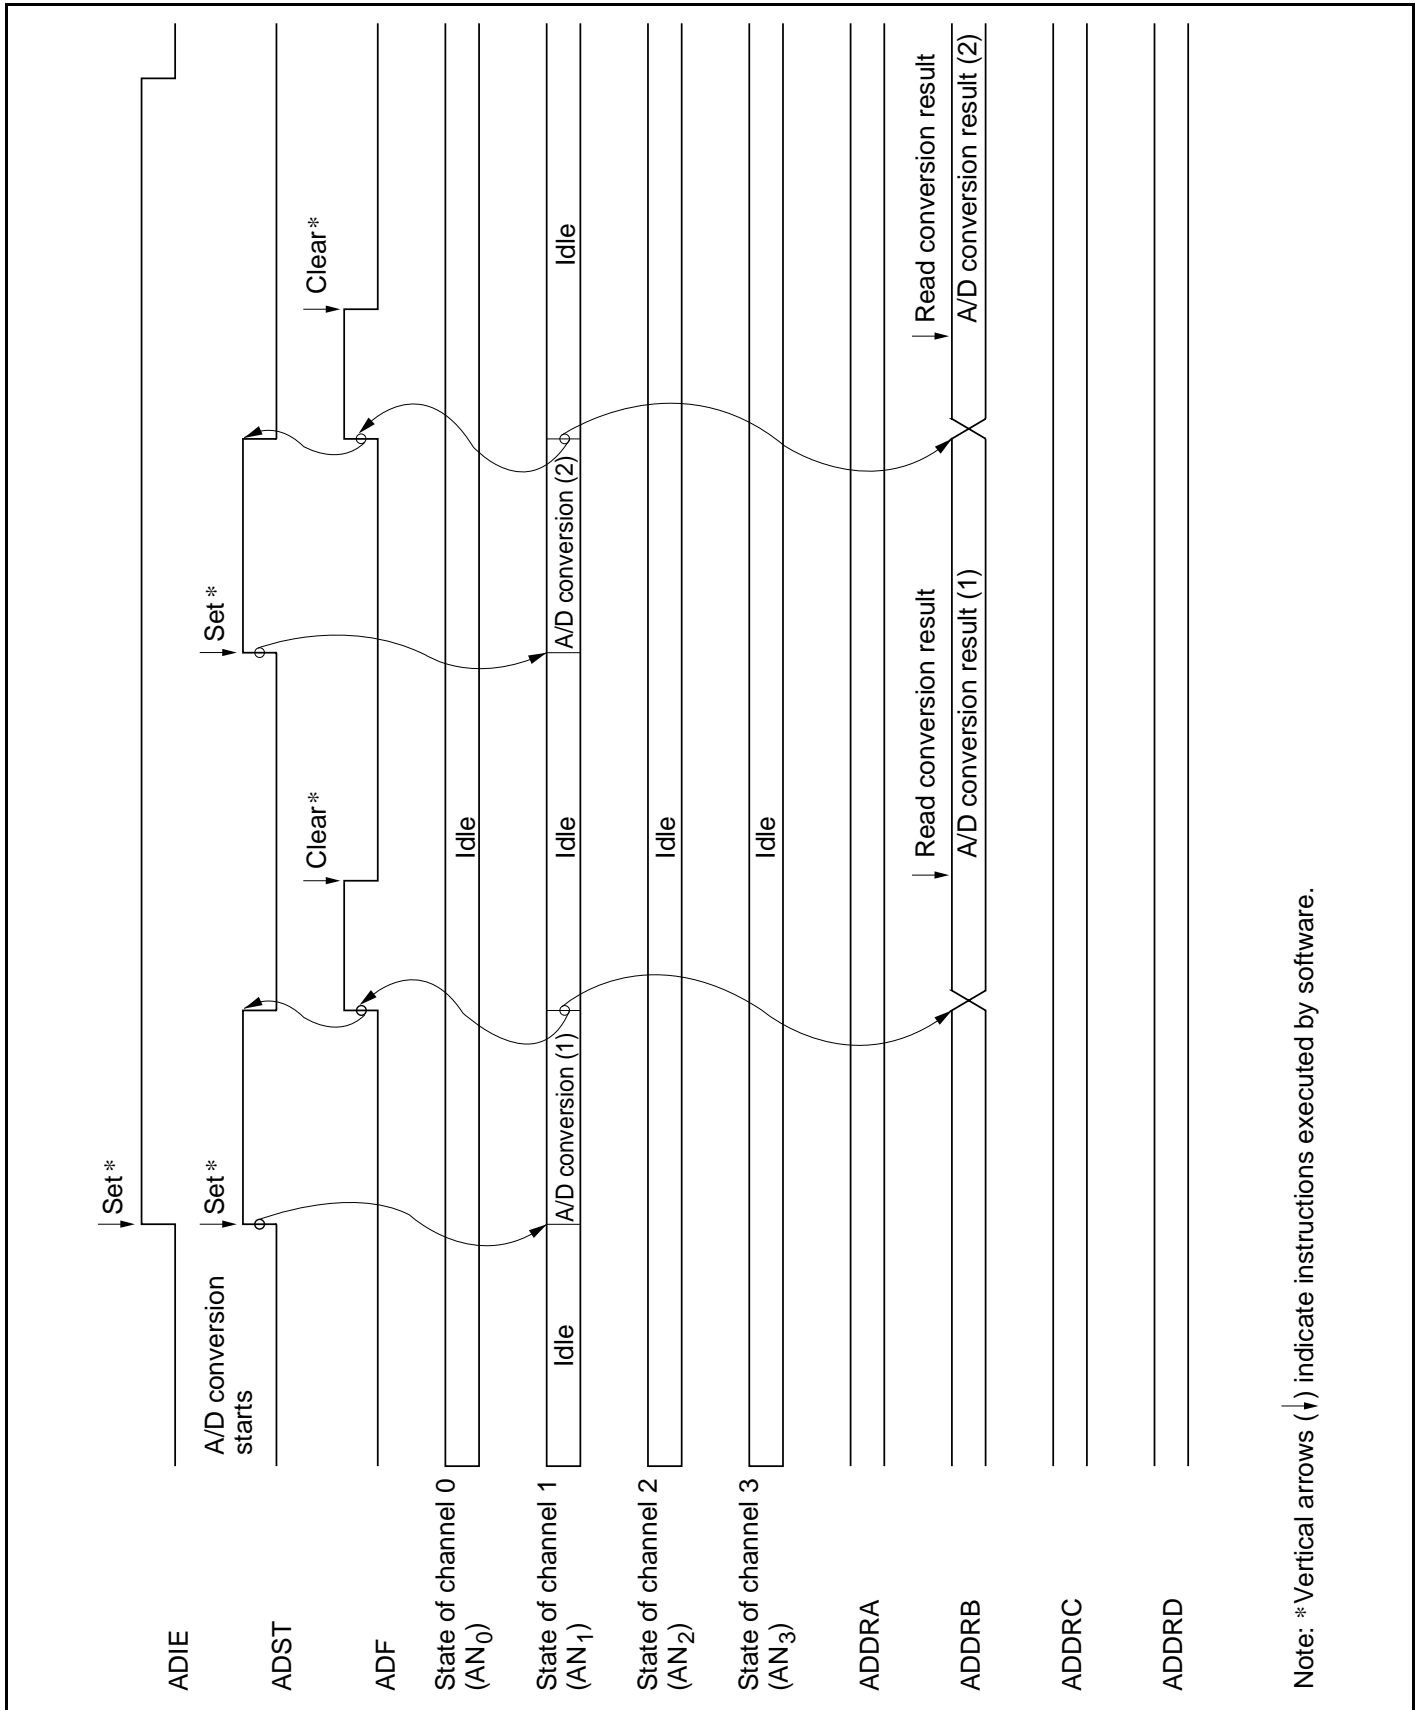 ADIE
Set*
ADST
A/D conversion
starts
Set*
Set*
ADF
Clear*
Clear*
State of channel 0
(AN0)
Idle
State of channel 1
(AN1)
Idle
A/D conversion (1)
Idle
A/D conversion (2)
Idle
State of channel 2
(AN2)
Idle
State of channel 3
(AN3)
Idle
ADDRA
Read conversion result
Read conversion result
ADDRB
A/D conversion result (1)
A/D conversion result (2)
ADDRC
ADDRD
Note: *Vertical arrows (↓) indicate instructions executed by software.